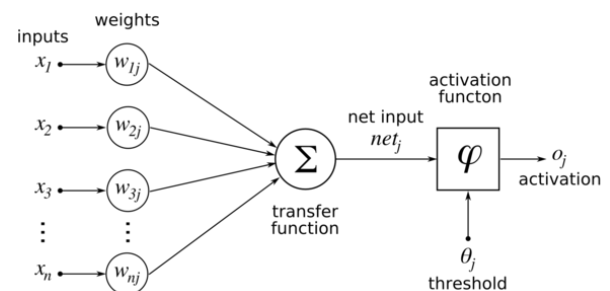 weights
inputs
x1
w1j
activation
functon
x2
w2j
net input
netj
Σ
φ
oj
activation
x3
w3j
transfer
function
⋮
⋮
θj
xn
wnj
threshold